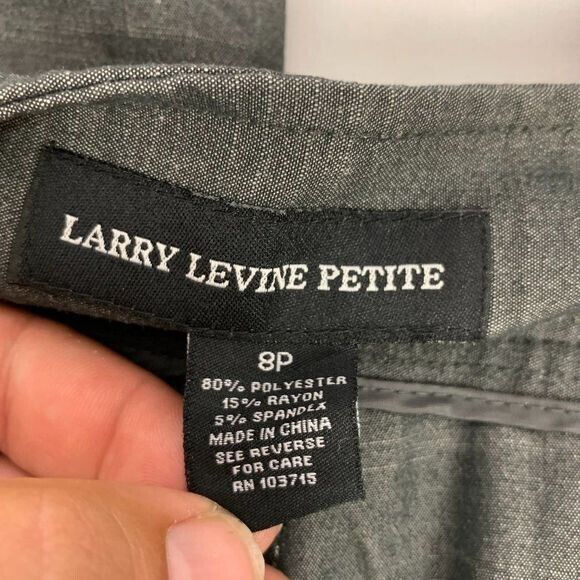 LARRY LEVINE PETITE
8P
80% POLYESTER
15% RAYON
5% SPANDEX
MADE IN CHINA
SEE REVERSE
FOR CARE
RN 103715